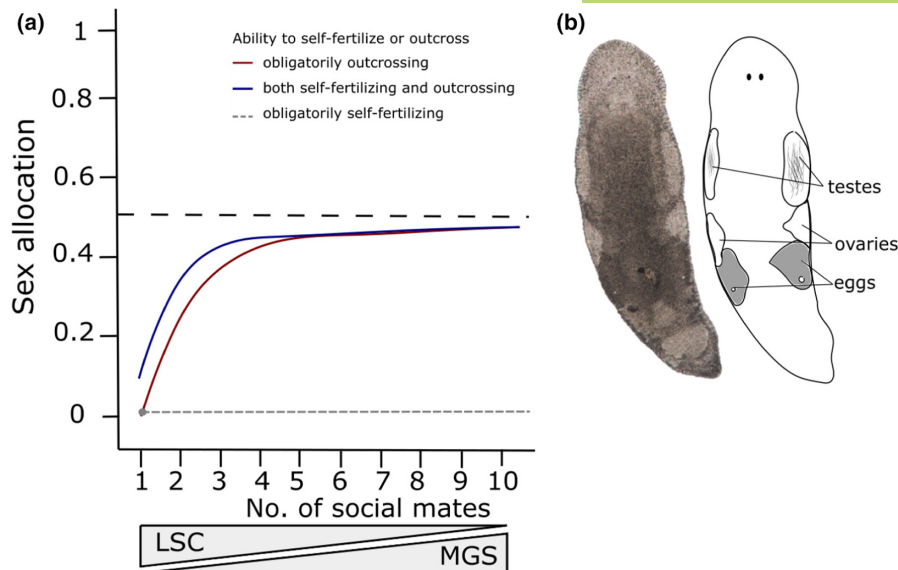 (a)
1
0.8
0.6
0.4
0.2
0
Sex allocation
Ability to self-fertilize or outcross
obligatorily outcrossing
both self-fertilizing and outcrossing
obligatorily self-fertilizing
1 2 3 4 5 6 7 8 9 10
No. of social mates
LSC
MGS
(b)
testes
ovaries
eggs